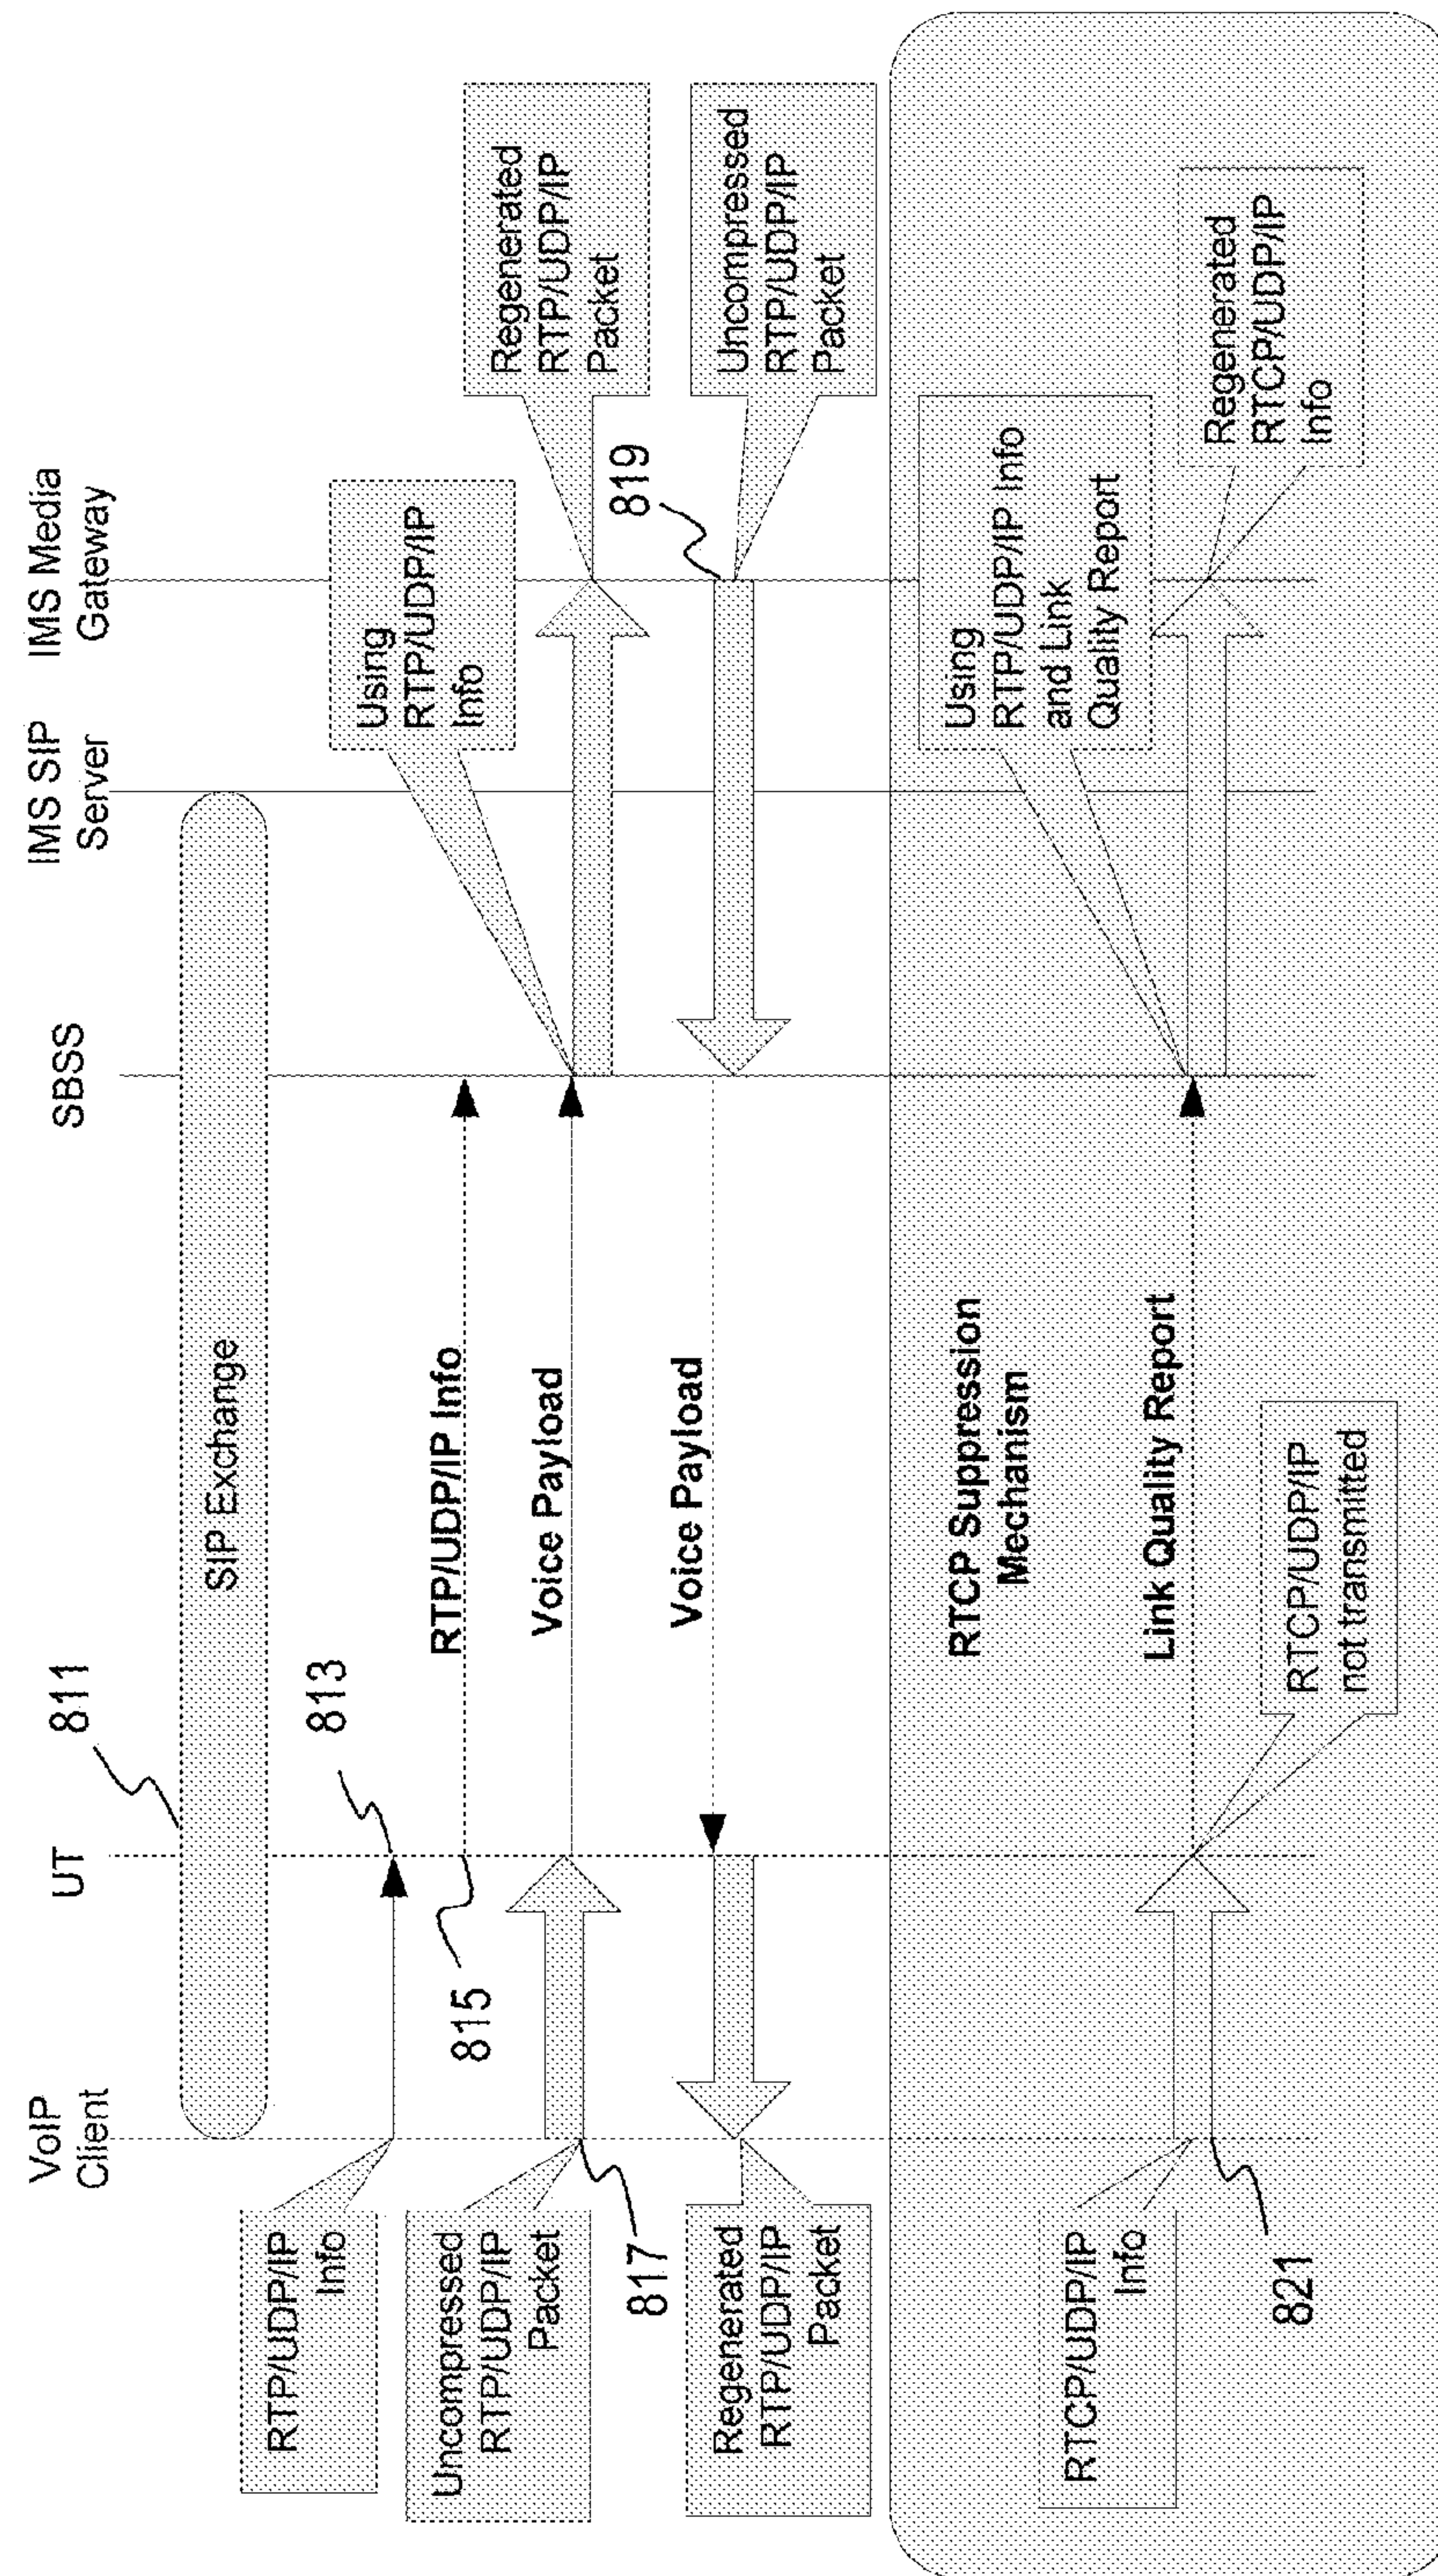 VoIP
Client
UT
SBSS
IMS SIP
Server
IMS Media
Gateway
811
SIP Exchange
RTP/UDP/IP
Info
813
Using
RTP/UDP/IP
Info
815
RTP/UDP/IP Info
Uncompressed
RTP/UDP/IP
Packet
Voice Payload
Regenerated
RTP/UDP/IP
Packet
817
819
Regenerated
RTP/UDP/IP
Packet
Voice Payload
Uncompressed
RTP/UDP/IP
Packet
RTCP Suppression
Mechanism
Using
RTP/UDP/IP Info
and Link
Quality Report
RTCP/UDP/IP
Info
Link Quality Report
Regenerated
RTCP/UDP/IP
Info
821
RTCP/UDP/IP
not transmitted